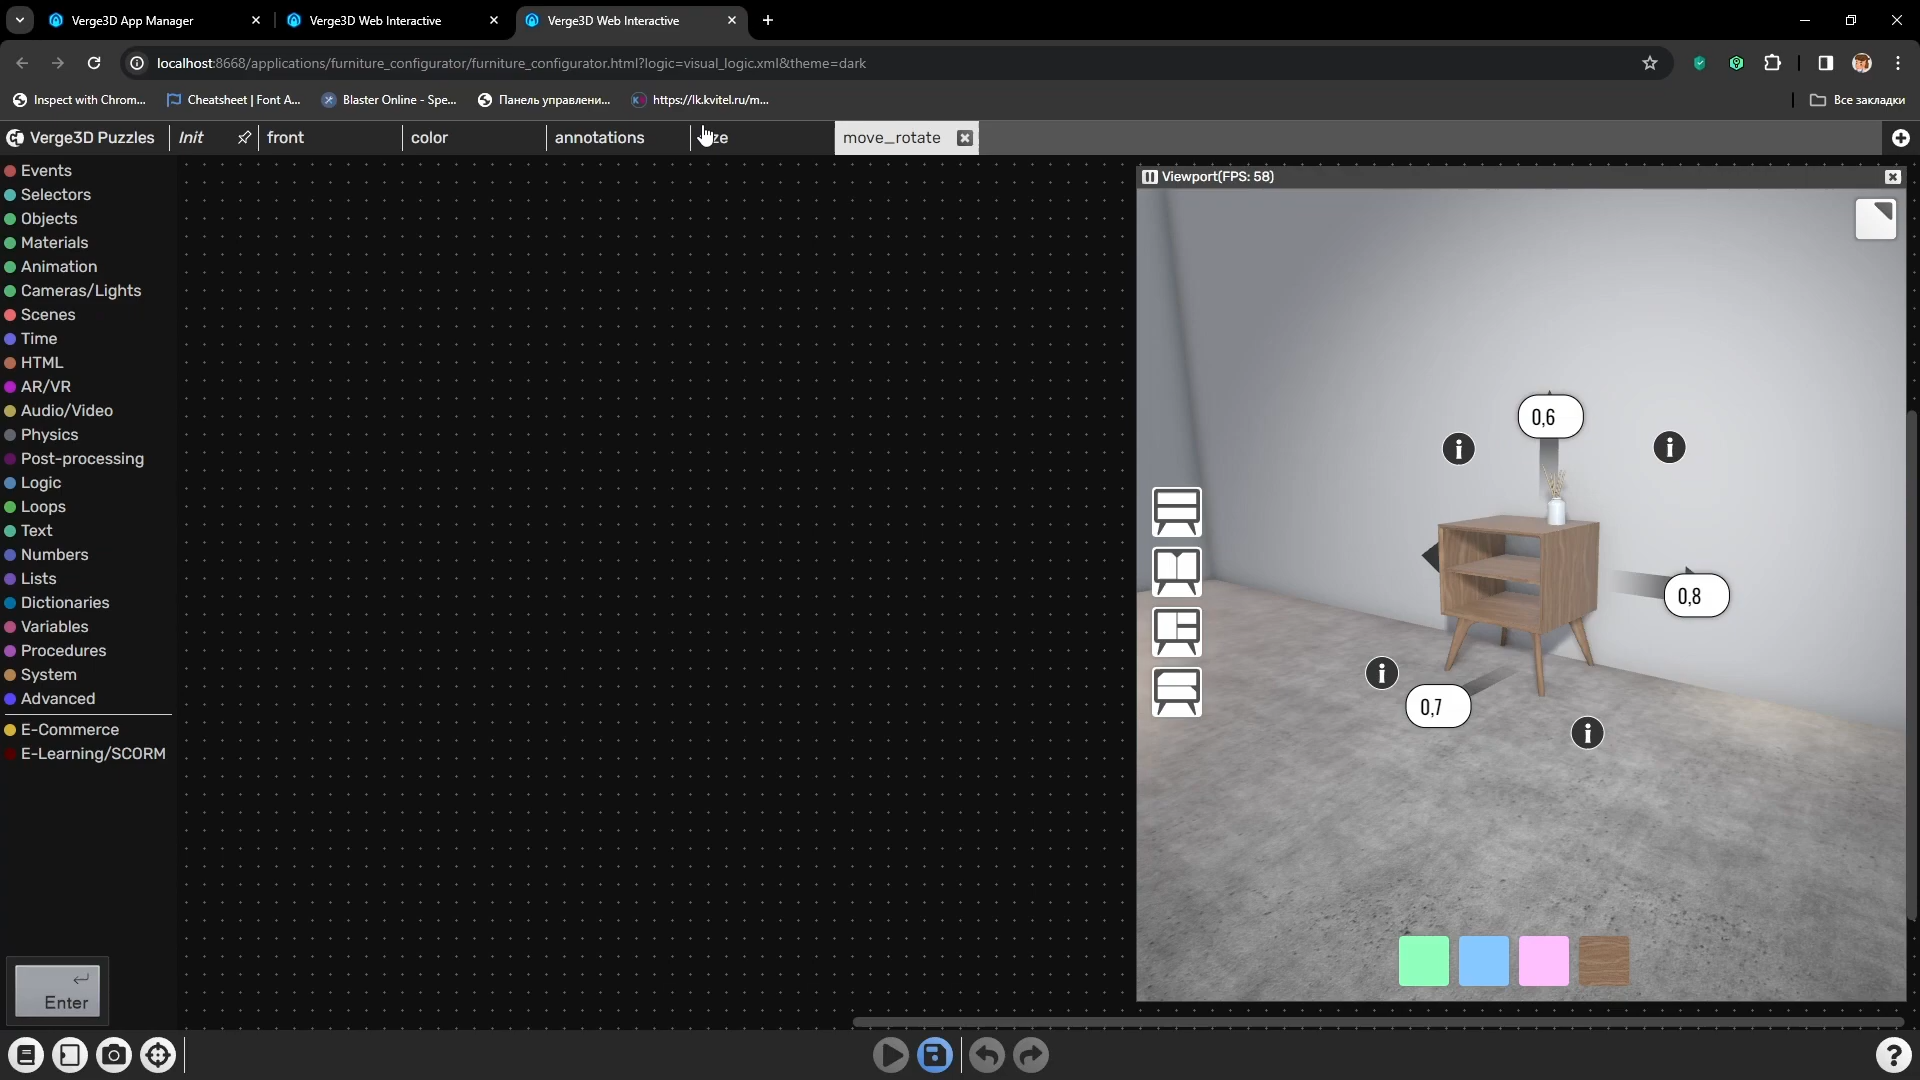 Verge3D App Manager
Verge3D Web Interactive
Verge3D Web Interactive
localhost:8668/applications/furniture_configurator/furniture_configurator.html?logic=visual_logic.xml&theme=dark
Inspect with Chrom...
Cheatsheet | Font A...
Blaster Online - Spe...
Панель управлени...
https://lk.kvitel.ru/m...
Все закладки
Verge3D Puzzles
Init
front
color
annotations
move_rotate
Events
Selectors
Objects
Materials
Animation
Cameras/Lights
Scenes
Time
HTML
AR/VR
Audio/Video
Physics
Post-processing
Logic
Loops
Text
Numbers
Lists
Dictionaries
Variables
Procedures
System
Advanced
E-Commerce
E-Learning/SCORM
Enter
Viewport(FPS: 58)
0,6
i
i
0,8
i
0,7
i
?